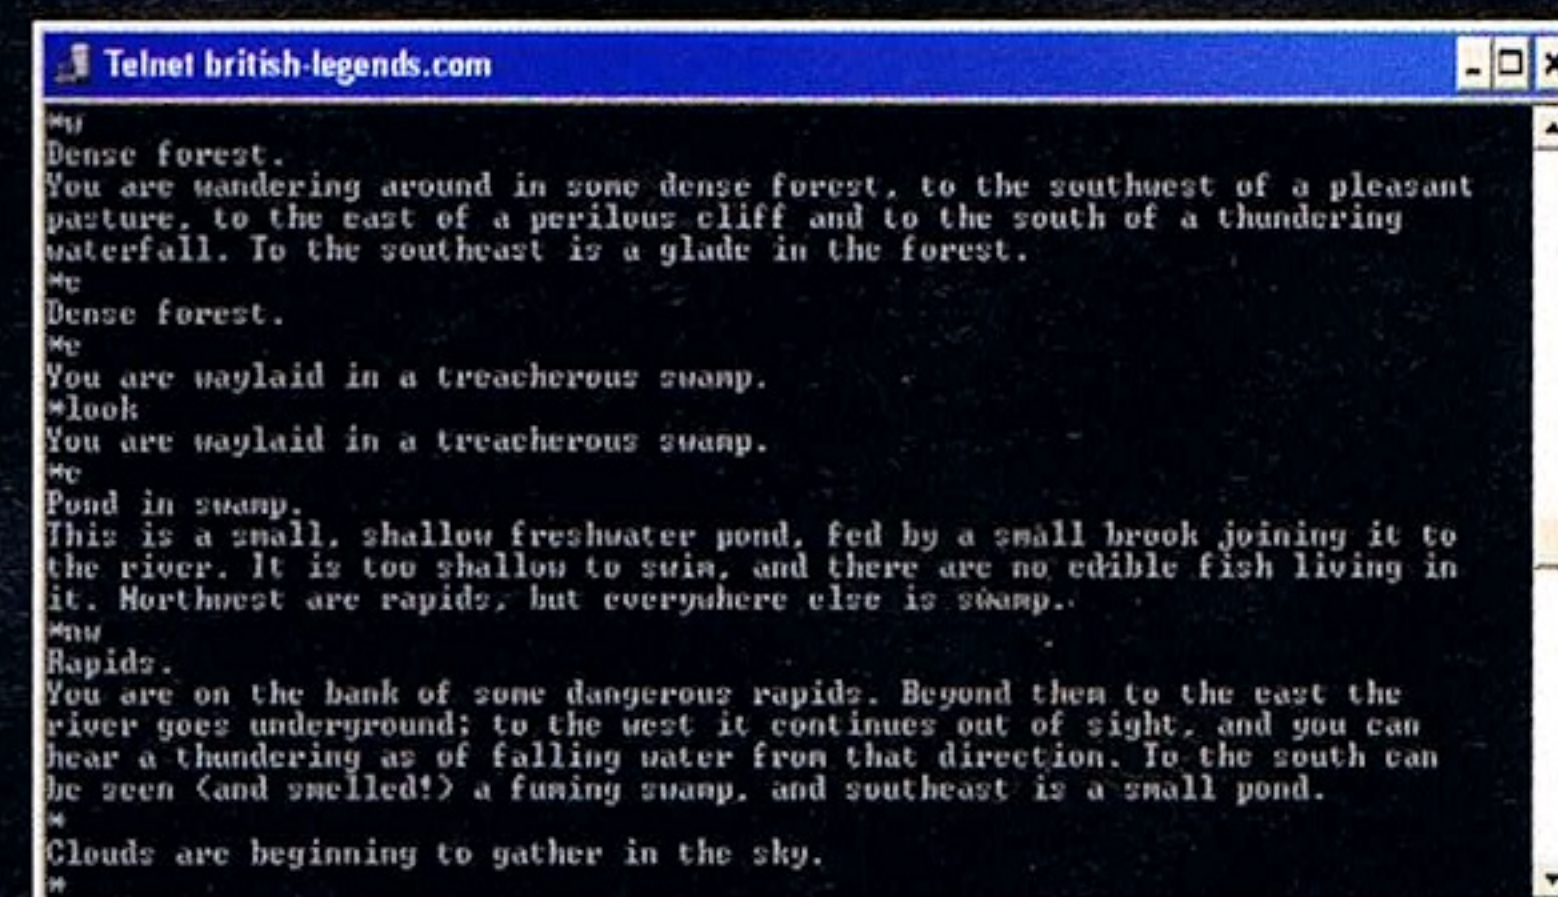 Telnet british-legends.com
*w
Dense forest.
You are wandering around in some dense forest, to the southwest of a pleasant
pasture, to the east of a perilous cliff and to the south of a thundering
waterfall. To the southeast is a glade in the forest.
*e
Dense forest.
*e
You are waylaid in a treacherous swamp.
*look
You are waylaid in a treacherous swamp.
*e
Pond in swamp.
This is a small, shallow freshwater pond, fed by a small brook joining it to
the river. It is too shallow to swim, and there are no edible fish living in
it. Northwest are rapids, but everywhere else is swamp.
*nw
Rapids.
You are on the bank of some dangerous rapids. Beyond them to the east the
river goes underground; to the west it continues out of sight, and you can
hear a thundering as of falling water from that direction. To the south can
be seen (and smelled!) a fuming swamp, and southeast is a small pond.
*
Clouds are beginning to gather in the sky.
*